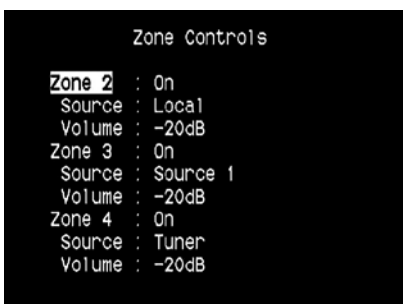 Zone Controls
Zone 2 : On
Source : Local
Volume : -20dB
Zone 3 : On
Source : Source 1
Volume : -20dB
Zone 4 : On
Source : Tuner
Volume : -20dB